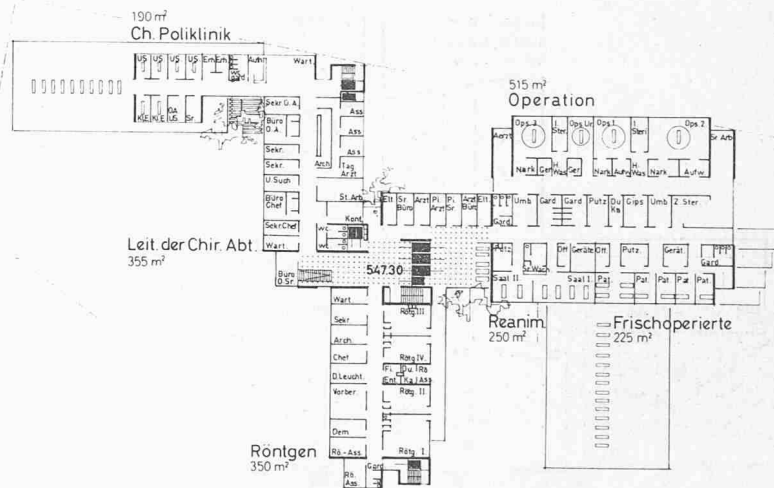 190 m²
Ch. Poliklinik
US US US US Em Em Aufn Wart.
Gard
K E K E GA US Sr.
Sekr O.A.
Büro O.A.
Sekr.
Sekr.
U.Such
Büro Chef
Sekr Chef
Wart.
Büro O.Sr.
Ass
Ass
Ass
Arch
Tag Arzt
St. Arb.
Kont.
WC
WC
Leit. der Chir. Abt.
355 m²
547.30
515 m²
Operation
Aerzt Ops. 3 I. Steri Ops Ur. Ops. 1. I. Steri Ops. 2 Sr. Arb
Nark Ger H. Was Ger Nark Aufw H. Was Nark Aufw.
Elt Sr. Büro Arzt Pi. Arzt Pi. Sr. Arzt Büro Elt
Gard Umb Gard Gard Putz Du Ka Gips Umb Z. Ster.
Putz Off Geräte Off. Putz. Gerät. Gard
Sr. Wach
Saal II Saal I. Pat. Pat. Pat. Pat. Pat.
Reanim.
250 m²
Frischoperierte
225 m²
Wart.
Sekr
Arch.
Chef
D. Leucht.
Vorber
Dem.
Rö-Ass.
Rö. Ass
Gard
Rötg III
Rötg IV.
Fi. Ent
Du. Ka
Rö Ass
Rötg. II
Rötg. I
Röntgen
350 m²